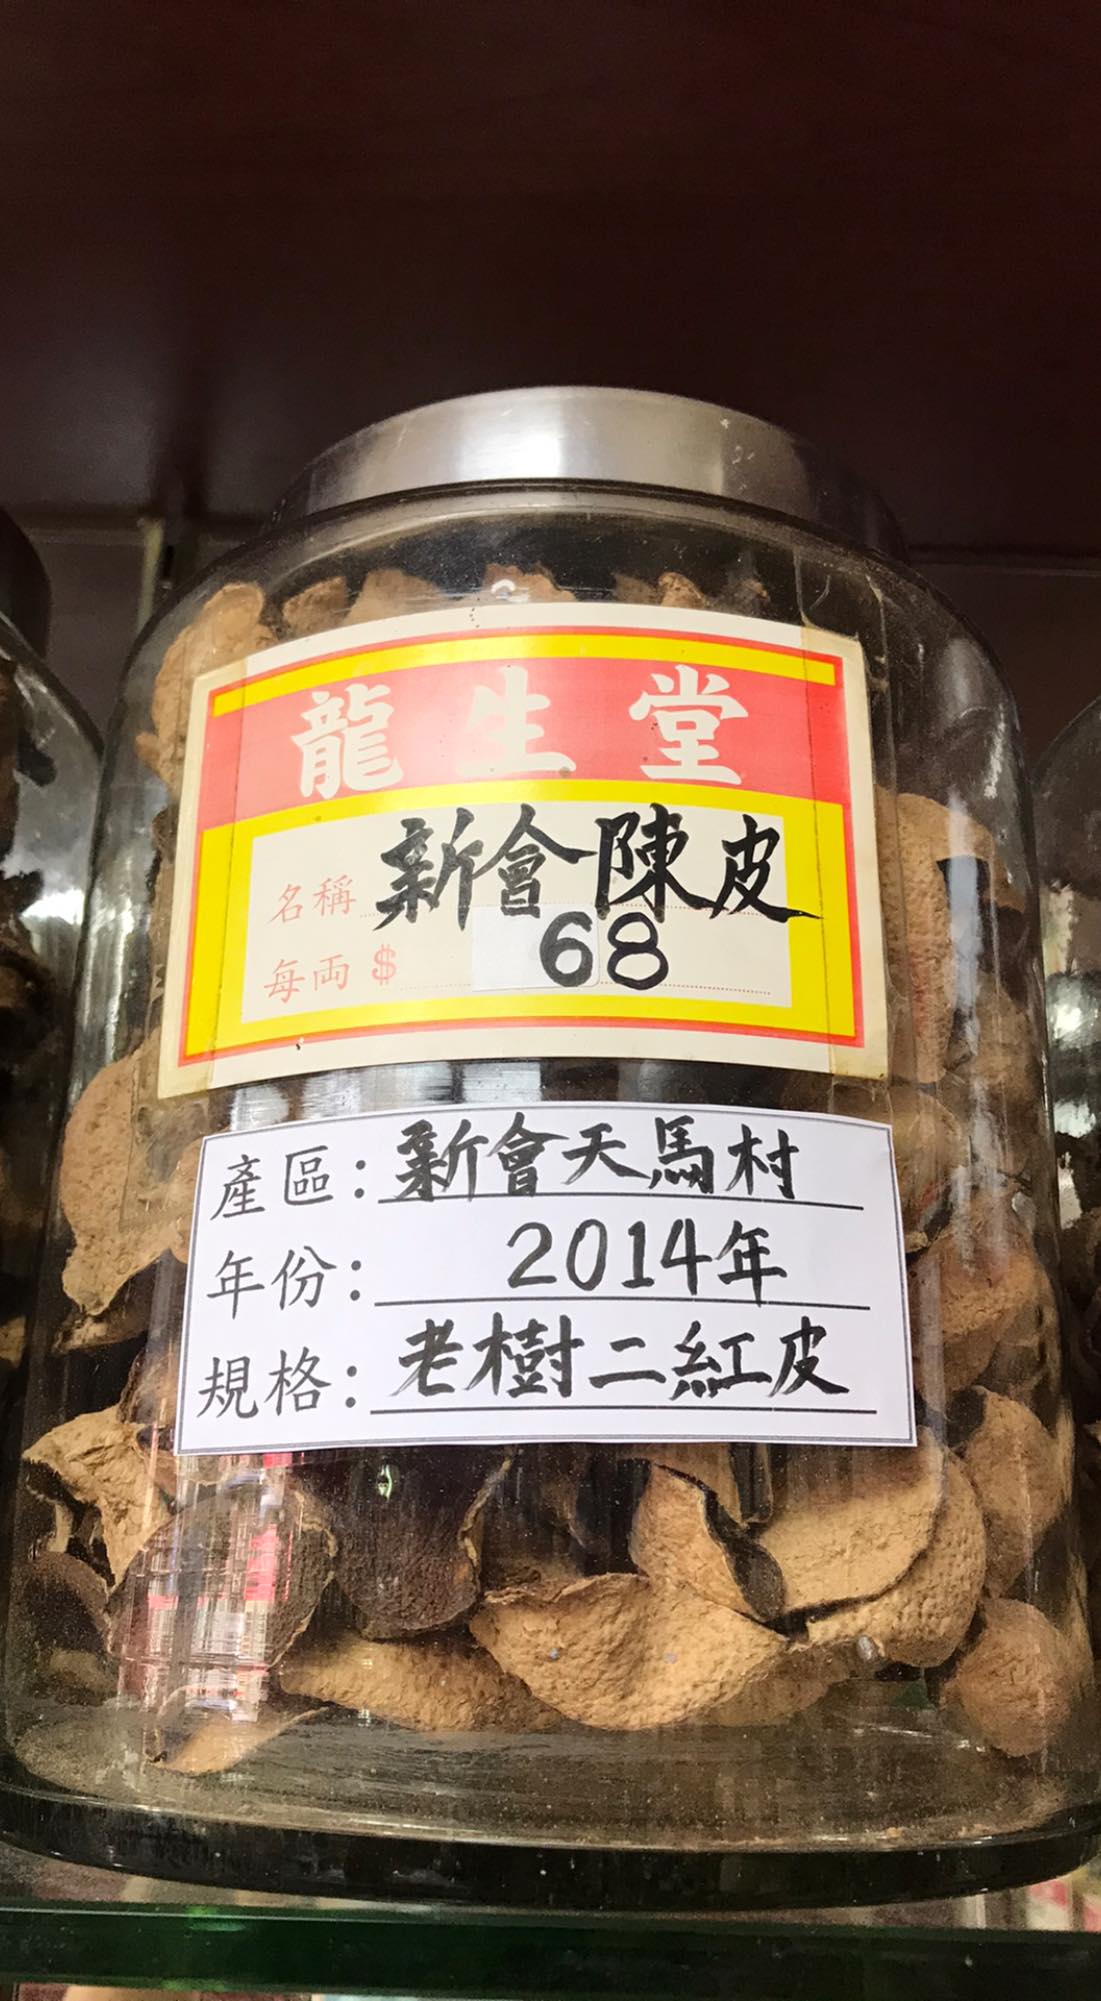 龍生堂
名稱 新會陳皮
每両 $ 68
產區：新會天馬村
年份：2014年
規格：老樹二紅皮